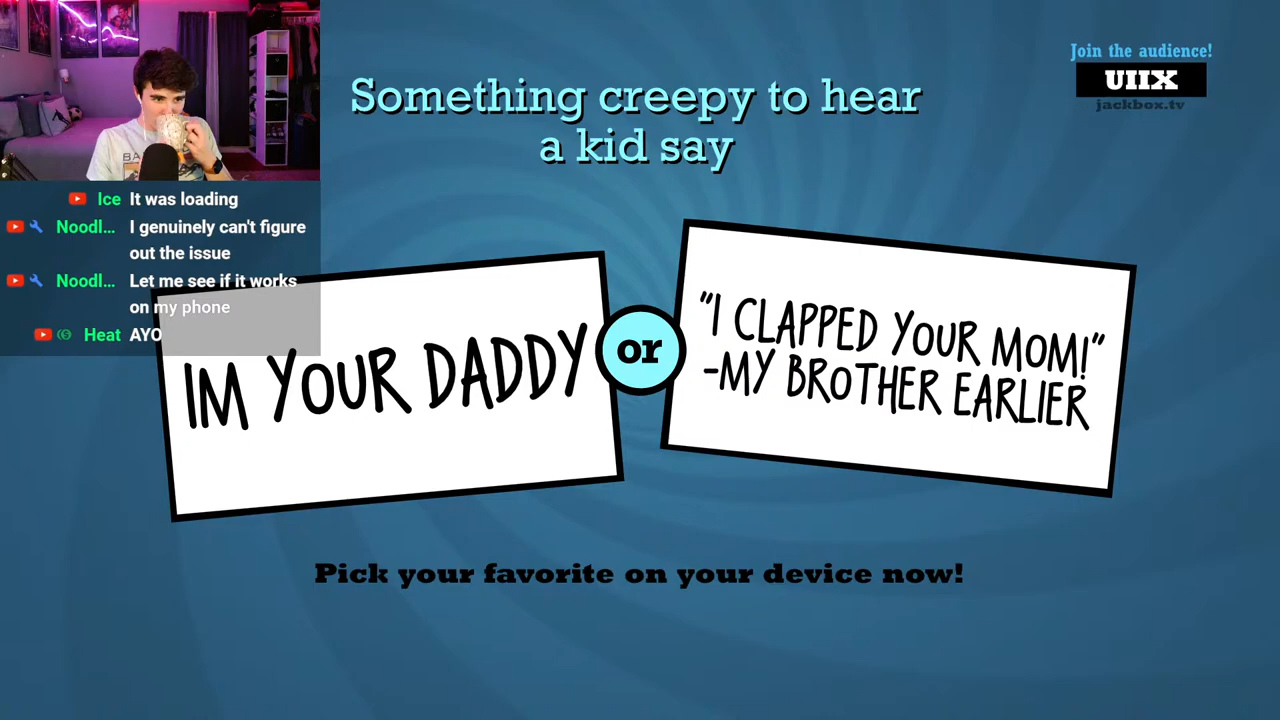 Join the audience!
UIIX
jackbox.tv
Something creepy to hear
a kid say
Ice It was loading
Noodl... I genuinely can't figure
out the issue
Noodl... Let me see if it works
on my phone
Heat AYO
IM YOUR DADDY
or
"I CLAPPED YOUR MOM!"
-MY BROTHER EARLIER
Pick your favorite on your device now!